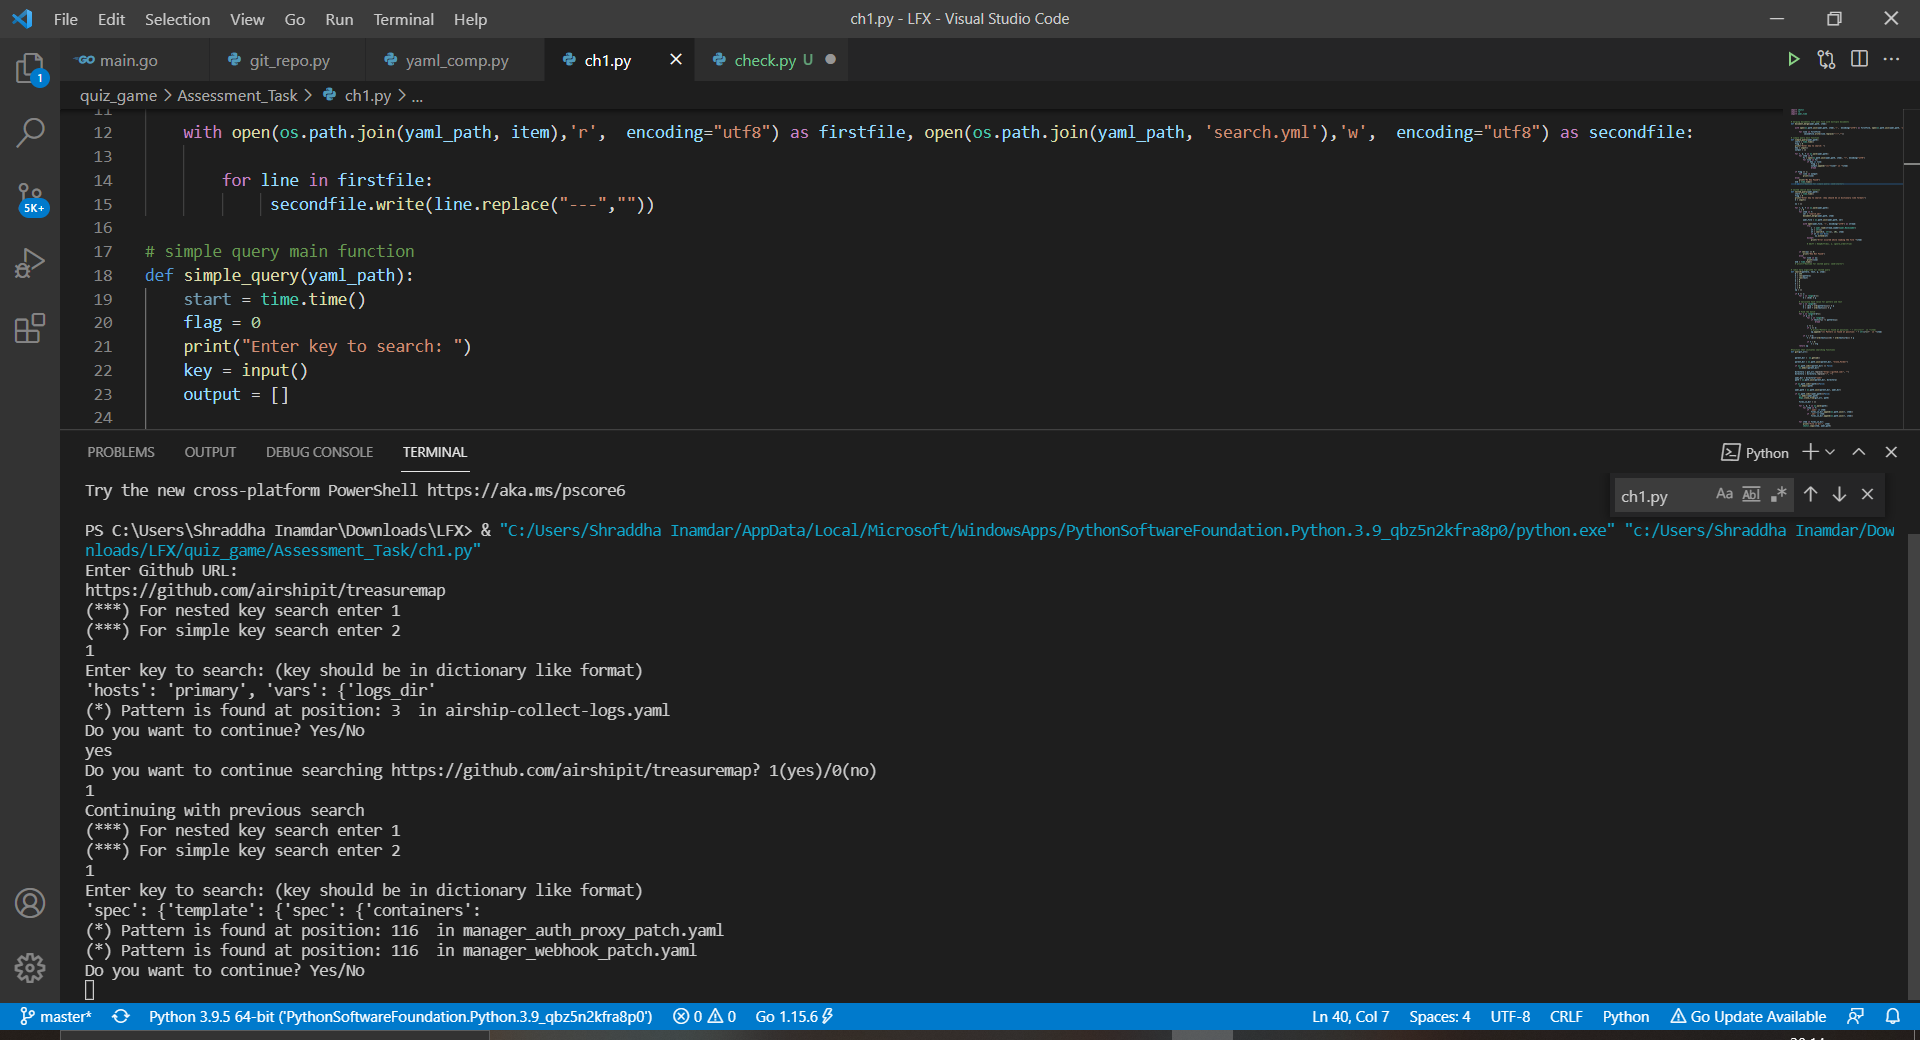 File Edit Selection View Go Run Terminal Help
ch1.py - LFX - Visual Studio Code
main.go git_repo.py yaml_comp.py ch1.py check.py U
quiz_game > Assessment_Task > ch1.py > ...
11
12 with open(os.path.join(yaml_path, item),'r',  encoding="utf8") as firstfile, open(os.path.join(yaml_path, 'search.yml'),'w',  encoding="utf8") as secondfile:
13
14 for line in firstfile:
15 secondfile.write(line.replace("---",""))
16
17 # simple query main function
18 def simple_query(yaml_path):
19 start = time.time()
20 flag = 0
21 print("Enter key to search: ")
22 key = input()
23 output = []
24
PROBLEMS OUTPUT DEBUG CONSOLE TERMINAL
Python
ch1.py Aa Abl .*
Try the new cross-platform PowerShell https://aka.ms/pscore6
PS C:\Users\Shraddha Inamdar\Downloads\LFX> & "C:/Users/Shraddha Inamdar/AppData/Local/Microsoft/WindowsApps/PythonSoftwareFoundation.Python.3.9_qbz5n2kfra8p0/python.exe" "c:/Users/Shraddha Inamdar/Dow
nloads/LFX/quiz_game/Assessment_Task/ch1.py"
Enter Github URL:
https://github.com/airshipit/treasuremap
(***) For nested key search enter 1
(***) For simple key search enter 2
1
Enter key to search: (key should be in dictionary like format)
'hosts': 'primary', 'vars': {'logs_dir'
(*) Pattern is found at position: 3  in airship-collect-logs.yaml
Do you want to continue? Yes/No
yes
Do you want to continue searching https://github.com/airshipit/treasuremap? 1(yes)/0(no)
1
Continuing with previous search
(***) For nested key search enter 1
(***) For simple key search enter 2
1
Enter key to search: (key should be in dictionary like format)
'spec': {'template': {'spec': {'containers':
(*) Pattern is found at position: 116  in manager_auth_proxy_patch.yaml
(*) Pattern is found at position: 116  in manager_webhook_patch.yaml
Do you want to continue? Yes/No
1
5K+
master* Python 3.9.5 64-bit ('PythonSoftwareFoundation.Python.3.9_qbz5n2kfra8p0') 0 0 Go 1.15.6 Ln 40, Col 7 Spaces: 4 UTF-8 CRLF Python Go Update Available